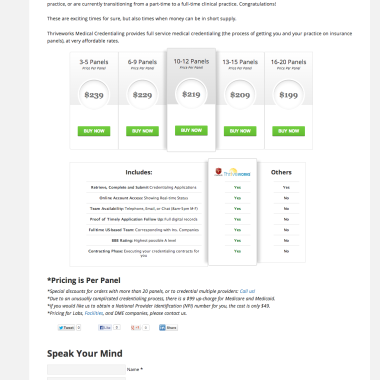 practice, or are currently transitioning from a part-time to a full-time clinical practice. Congratulations!
These are exciting times for sure, but also times when money can be in short supply.
Thriveworks Medical Credentialing provides full service medical credentialing (the process of getting you and your practice on insurance
panels), at very affordable rates.
3-5 Panels 6-9 Panels 10-12 Panels 13-15 Panels 16-20 Panels
Price Per Panel Price Per Panel Price Per Panel Price Per Panel Price Per Panel
$239 $229 $219 $209 $199
BUY NOW BUY NOW BUY NOW BUY NOW BUY NOW
Includes: Thriveworks Others
Retrieve, Complete and Submit Credentialing Applications Yes Yes
Online Account Access Showing Real-time Status Yes No
Team Availability: Telephone, Email, or Chat (8am-5pm M-F) Yes No
Proof of Timely Application Follow Up: Full digital records Yes No
Full-time US based Team: Corresponding with Ins. Companies Yes No
BBB Rating: Highest possible A level Yes No
Contracting Phase: Executing your credentialing contracts for
you. Yes No
*Pricing is Per Panel
*Special discounts for orders with more than 20 panels, or to credential multiple providers: Call us!
*Due to an unusually complicated credentialing process, there is a $99 up-charge for Medicare and Medicaid.
*If you would like us to obtain a National Provider Identification (NPI) number for you, the cost is only $49.
*Pricing for Labs, Facilities, and DME companies, please contact us.
Tweet 0 Like Share
Speak Your Mind
Name *